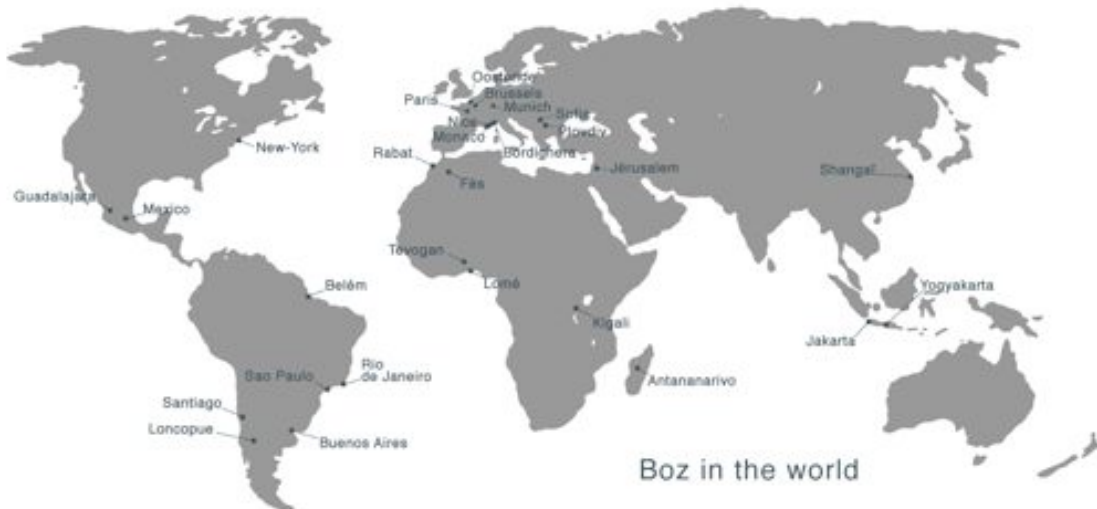 Oostende
Brussels
Paris
Munich
Nice
Sofia
Monaco
Plovdiv
New-York
Bordighera
Rabat
Jérusalem
Fès
Shangaï
Guadalajara
Mexico
Tévogan
Lomé
Belém
Yogyakarta
Kigali
Jakarta
Rio
de Janeiro
Sao Paulo
Antananarivo
Santiago
Loncopue
Buenos Aires
Boz in the world